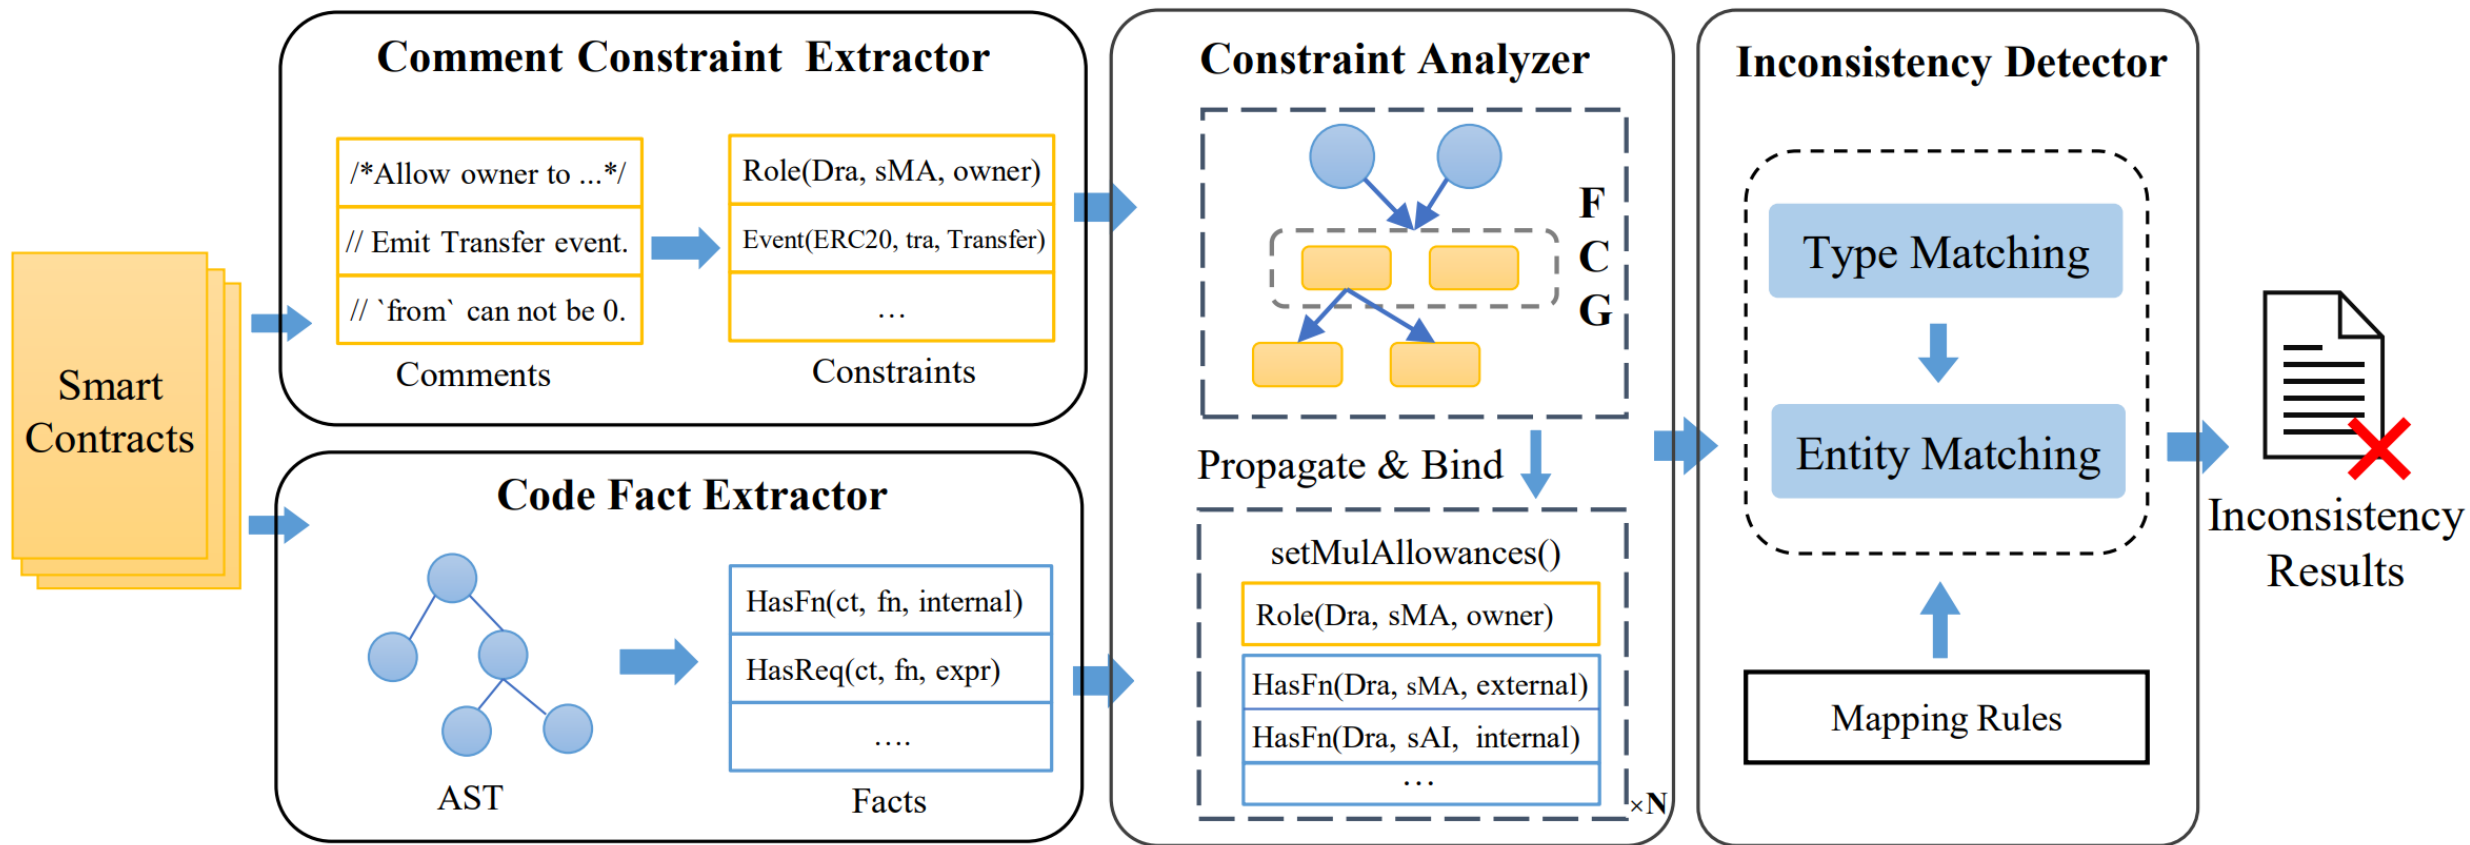 Smart
Contracts
Comment Constraint Extractor
/*Allow owner to ...*/
// Emit Transfer event.
// `from` can not be 0.
Comments
Role(Dra, sMA, owner)
Event(ERC20, tra, Transfer)
...
Constraints
Code Fact Extractor
AST
HasFn(ct, fn, internal)
HasReq(ct, fn, expr)
....
Facts
Constraint Analyzer
F
C
G
Propagate & Bind
setMulAllowances()
Role(Dra, sMA, owner)
HasFn(Dra, sMA, external)
HasFn(Dra, sAI, internal)
...
×N
Inconsistency Detector
Type Matching
Entity Matching
Mapping Rules
Inconsistency
Results